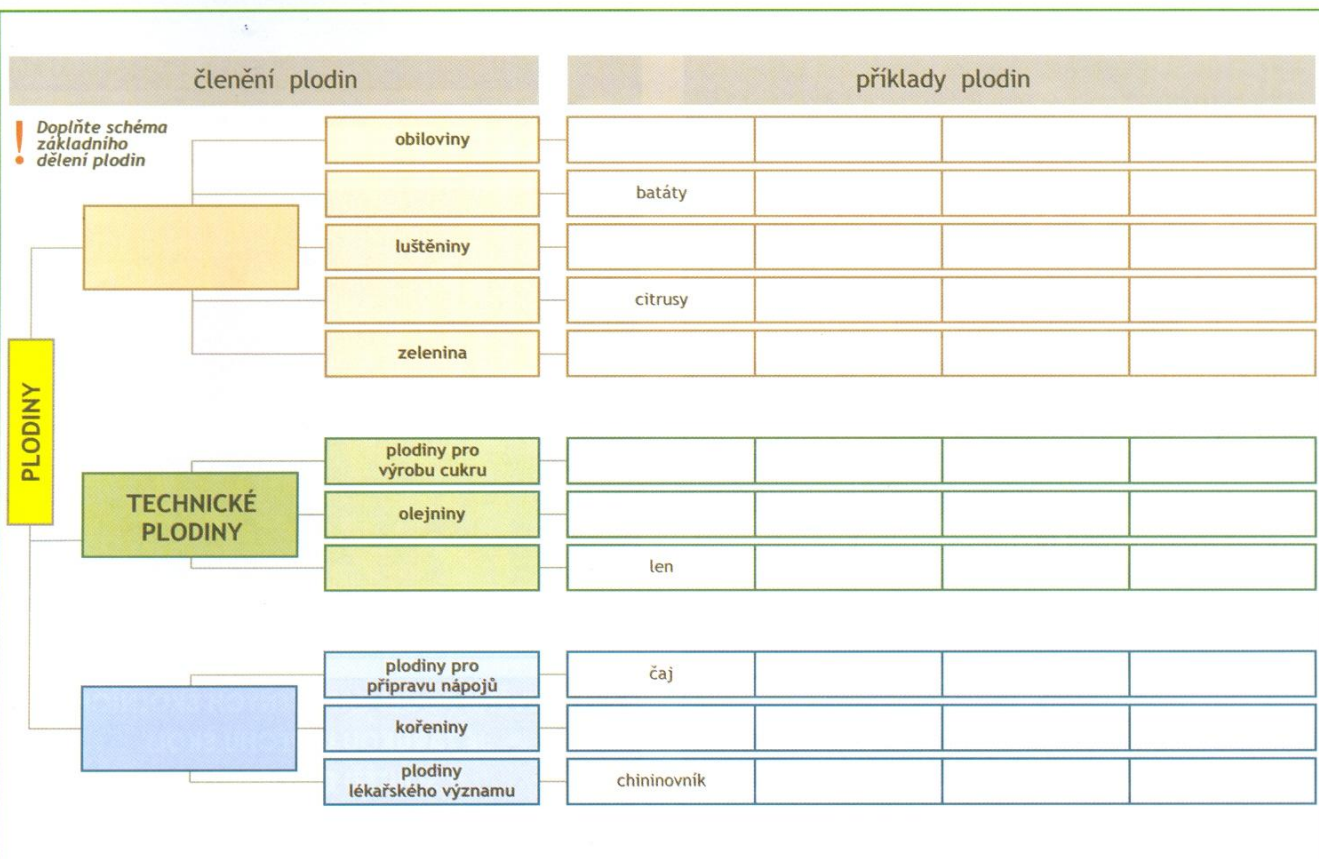 členění plodin
příklady plodin
! Doplňte schéma
základního
dělení plodin
obiloviny
batáty
luštěniny
citrusy
zelenina
PLODINY
plodiny pro
výrobu cukru
TECHNICKÉ
PLODINY
olejniny
len
plodiny pro
přípravu nápojů
čaj
kořeniny
plodiny
lékařského významu
chininovník